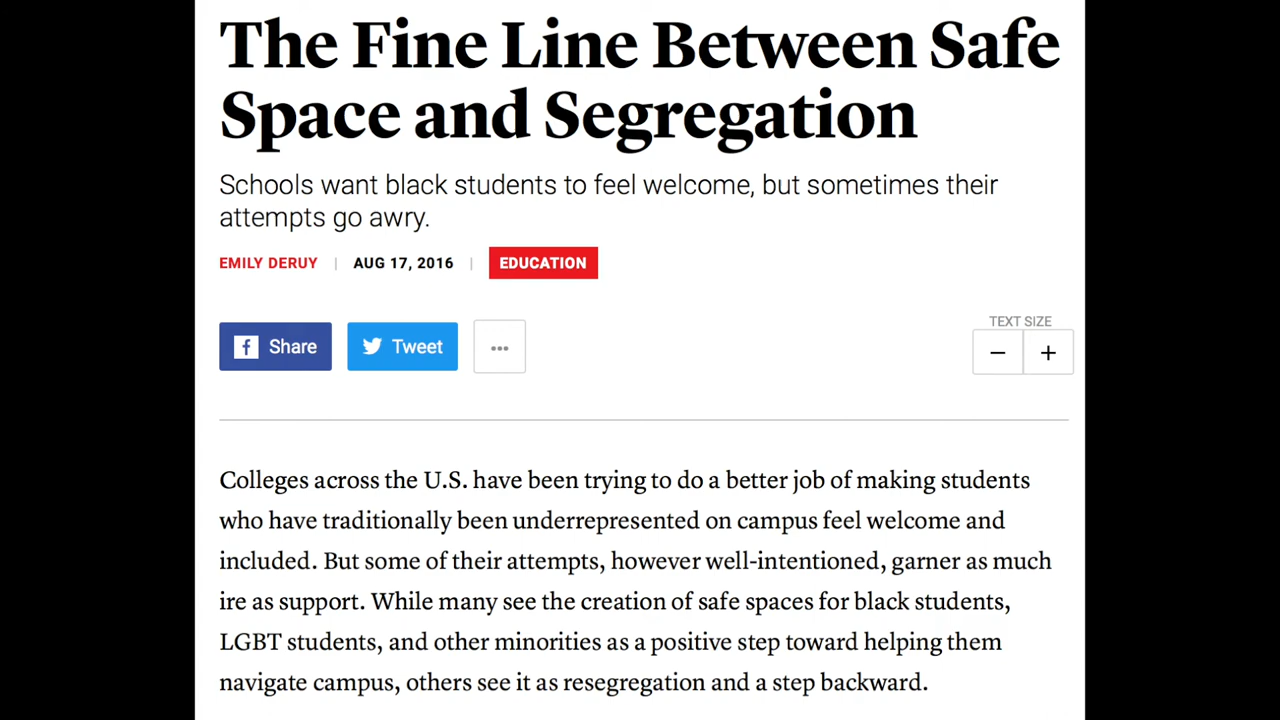 The Fine Line Between Safe
Space and Segregation
Schools want black students to feel welcome, but sometimes their
attempts go awry.
EMILY DERUY | AUG 17, 2016 | EDUCATION
TEXT SIZE
f Share Tweet ••• − +
Colleges across the U.S. have been trying to do a better job of making students
who have traditionally been underrepresented on campus feel welcome and
included. But some of their attempts, however well-intentioned, garner as much
ire as support. While many see the creation of safe spaces for black students,
LGBT students, and other minorities as a positive step toward helping them
navigate campus, others see it as resegregation and a step backward.